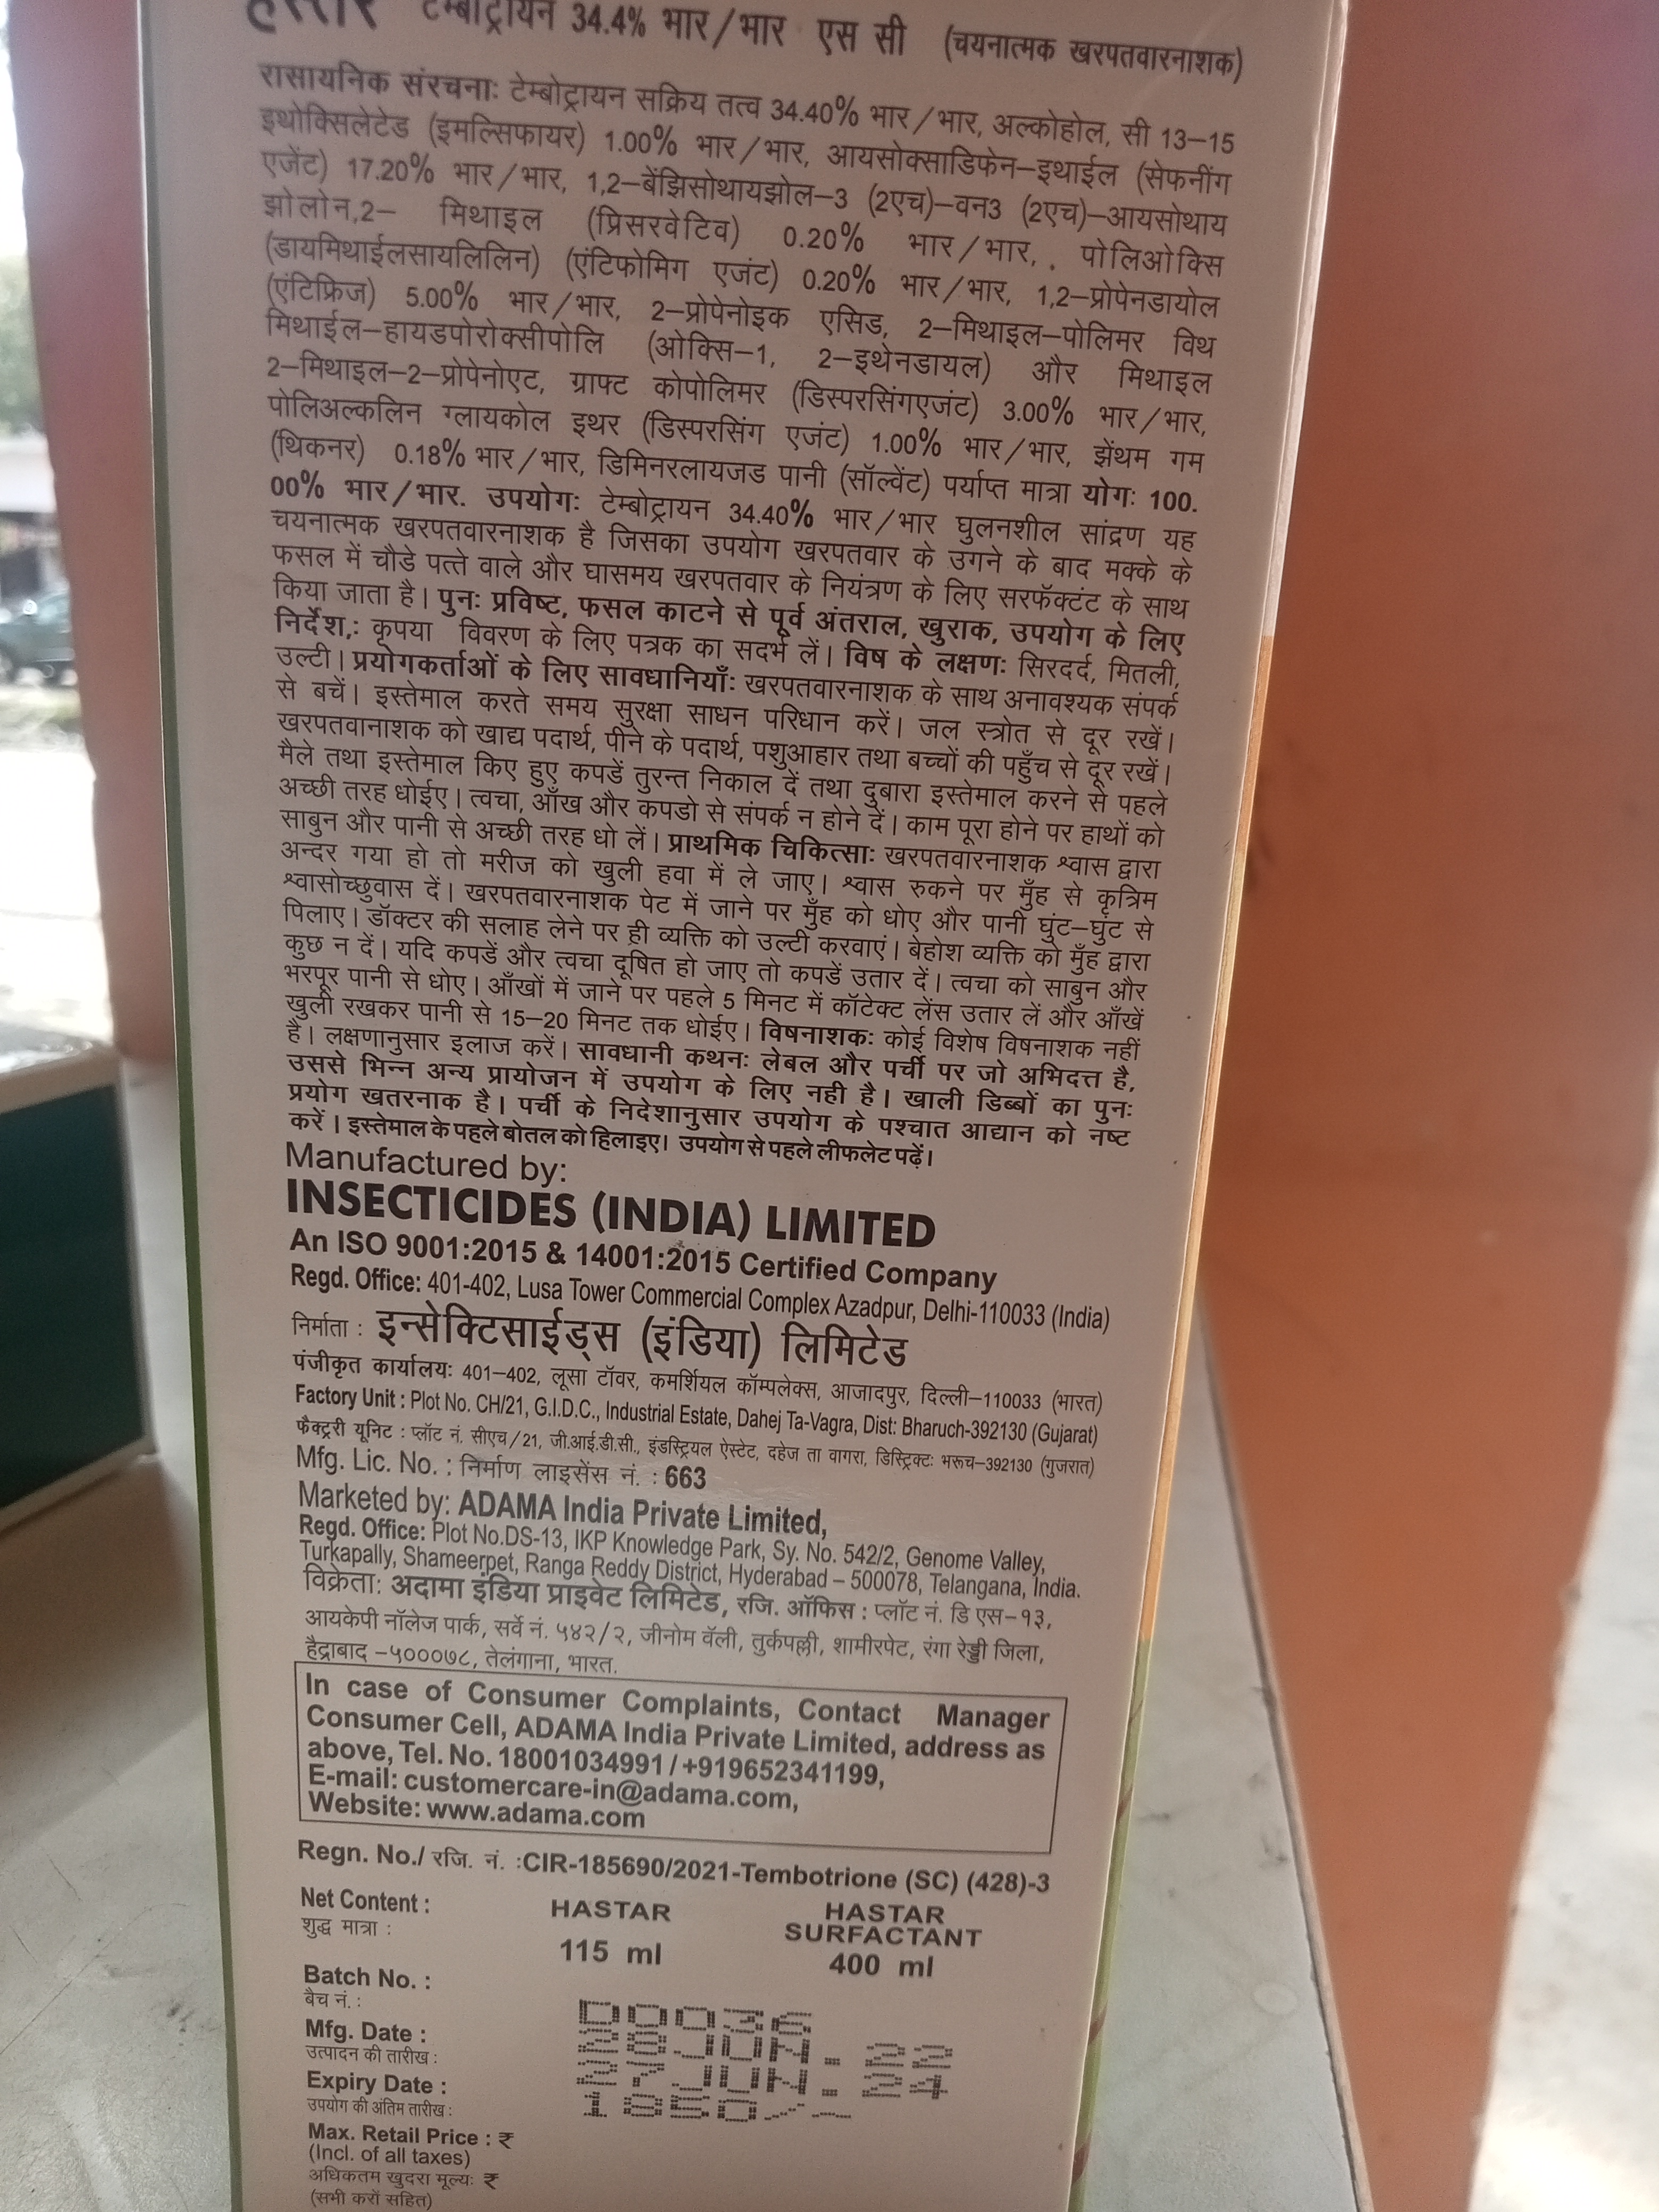 टेम्बोट्रायन 34.4% भार/भार एस सी (चयनात्मक खरपतवारनाशक)
रासायनिक संरचनाः टेम्बोट्रायन सक्रिय तत्व 34.40% भार/भार, अल्कोहोल, सी 13–15
इथोक्सिलेटेड (इमल्सिफायर) 1.00% भार/भार, आयसोक्साडिफेन–इथाईल (सेफनींग
एजेंट) 17.20% भार/भार, 1,2–बेंझिसोथायझोल–3 (2एच)–वन3 (2एच)–आयसोथाय
झोलोन,2– मिथाइल (प्रिसरवेटिव) 0.20% भार/भार, . पोलिओक्सि
(डायमिथाईलसायलिलिन) (एंटिफोमिग एजंट) 0.20% भार/भार, 1,2–प्रोपेनडायोल
(एंटिफ्रिज) 5.00% भार/भार, 2–प्रोपेनोइक एसिड, 2–मिथाइल–पोलिमर विथ
मिथाईल–हायडपोरोक्सीपोलि (ओक्सि–1, 2–इथेनडायल) और मिथाइल
2–मिथाइल–2–प्रोपेनोएट, ग्राफ्ट कोपोलिमर (डिस्परसिंगएजंट) 3.00% भार/भार,
पोलिअल्कलिन ग्लायकोल इथर (डिस्परसिंग एजंट) 1.00% भार/भार, झेंथम गम
(थिकनर) 0.18% भार/भार, डिमिनरलायजड पानी (सॉल्वेंट) पर्याप्त मात्रा योगः 100.
00% भार/भार. उपयोगः टेम्बोट्रायन 34.40% भार/भार घुलनशील सांद्रण यह
चयनात्मक खरपतवारनाशक है जिसका उपयोग खरपतवार के उगने के बाद मक्के के
फसल में चौडे पत्ते वाले और घासमय खरपतवार के नियंत्रण के लिए सरफॅक्टंट के साथ
किया जाता है। पुनः प्रविष्ट, फसल काटने से पूर्व अंतराल, खुराक, उपयोग के लिए
निर्देश,: कृपया विवरण के लिए पत्रक का सदर्भ लें। विष के लक्षणः सिरदर्द, मितली,
उल्टी। प्रयोगकर्ताओं के लिए सावधानियाँः खरपतवारनाशक के साथ अनावश्यक संपर्क
से बचें। इस्तेमाल करते समय सुरक्षा साधन परिधान करें। जल स्त्रोत से दूर रखें।
खरपतवानाशक को खाद्य पदार्थ, पीने के पदार्थ, पशुआहार तथा बच्चों की पहुँच से दूर रखें।
मैले तथा इस्तेमाल किए हुए कपडें तुरन्त निकाल दें तथा दुबारा इस्तेमाल करने से पहले
अच्छी तरह धोईए। त्वचा, आँख और कपडो से संपर्क न होने दें। काम पूरा होने पर हाथों को
साबुन और पानी से अच्छी तरह धो लें। प्राथमिक चिकित्साः खरपतवारनाशक श्वास द्वारा
अन्दर गया हो तो मरीज को खुली हवा में ले जाए। श्वास रुकने पर मुँह से कृत्रिम
श्वासोच्छुवास दें। खरपतवारनाशक पेट में जाने पर मुँह को धोए और पानी घुंट–घुंट से
पिलाए। डॉक्टर की सलाह लेने पर ही व्यक्ति को उल्टी करवाएं। बेहोश व्यक्ति को मुँह द्वारा
कुछ न दें। यदि कपडें और त्वचा दूषित हो जाए तो कपडें उतार दें। त्वचा को साबुन और
भरपूर पानी से धोए। आँखों में जाने पर पहले 5 मिनट में कॉटेक्ट लेंस उतार लें और आँखें
खुली रखकर पानी से 15–20 मिनट तक धोईए। विषनाशकः कोई विशेष विषनाशक नहीं
है। लक्षणानुसार इलाज करें। सावधानी कथनः लेबल और पर्ची पर जो अभिदत्त है,
उससे भिन्न अन्य प्रायोजन में उपयोग के लिए नही है। खाली डिब्बों का पुनः
प्रयोग खतरनाक है। पर्ची के निदेशानुसार उपयोग के पश्चात आद्यान को नष्ट
करें। इस्तेमाल के पहले बोतल को हिलाइए। उपयोग से पहले लीफलेट पढ़ें।
Manufactured by:
INSECTICIDES (INDIA) LIMITED
An ISO 9001:2015 & 14001:2015 Certified Company
Regd. Office: 401-402, Lusa Tower Commercial Complex Azadpur, Delhi-110033 (India)
निर्माता : इन्सेक्टिसाईड्स (इंडिया) लिमिटेड
पंजीकृत कार्यालयः 401–402, लूसा टॉवर, कमर्शियल कॉम्पलेक्स, आजादपुर, दिल्ली–110033 (भारत)
Factory Unit : Plot No. CH/21, G.I.D.C., Industrial Estate, Dahej Ta-Vagra, Dist: Bharuch-392130 (Gujarat)
फैक्ट्री यूनिट : प्लॉट नं. सीएच/21, जी.आई.डी.सी., इंडस्ट्रियल ऐस्टेट, दहेज ता वागरा, डिस्ट्रिक्टः भरूच–392130 (गुजरात)
Mfg. Lic. No. : निर्माण लाइसेंस नं. : 663
Marketed by: ADAMA India Private Limited,
Regd. Office: Plot No.DS-13, IKP Knowledge Park, Sy. No. 542/2, Genome Valley,
Turkapally, Shameerpet, Ranga Reddy District, Hyderabad – 500078, Telangana, India.
विक्रेता: अदामा इंडिया प्राइवेट लिमिटेड, रजि. ऑफिस : प्लॉट नं. डि एस–१३,
आयकेपी नॉलेज पार्क, सर्वे नं. ५४२/२, जीनोम वॅली, तुर्कपल्ली, शामीरपेट, रंगा रेड्डी जिला,
हैद्राबाद –५०००७८, तेलंगाना, भारत.
In case of Consumer Complaints, Contact Manager
Consumer Cell, ADAMA India Private Limited, address as
above, Tel. No. 18001034991 / +919652341199,
E-mail: customercare-in@adama.com,
Website: www.adama.com
Regn. No./ रजि. नं. :CIR-185690/2021-Tembotrione (SC) (428)-3
Net Content : HASTAR HASTAR
शुद्ध मात्रा : SURFACTANT
115 ml 400 ml
Batch No. :
बैच नं. : D0036
Mfg. Date : 28JUN.22
उत्पादन की तारीख :
Expiry Date : 27JUN.24
उपयोग की अंतिम तारीख : 1850/-
Max. Retail Price : ₹
(Incl. of all taxes)
अधिकतम खुदरा मूल्यः ₹
(सभी करों सहित)